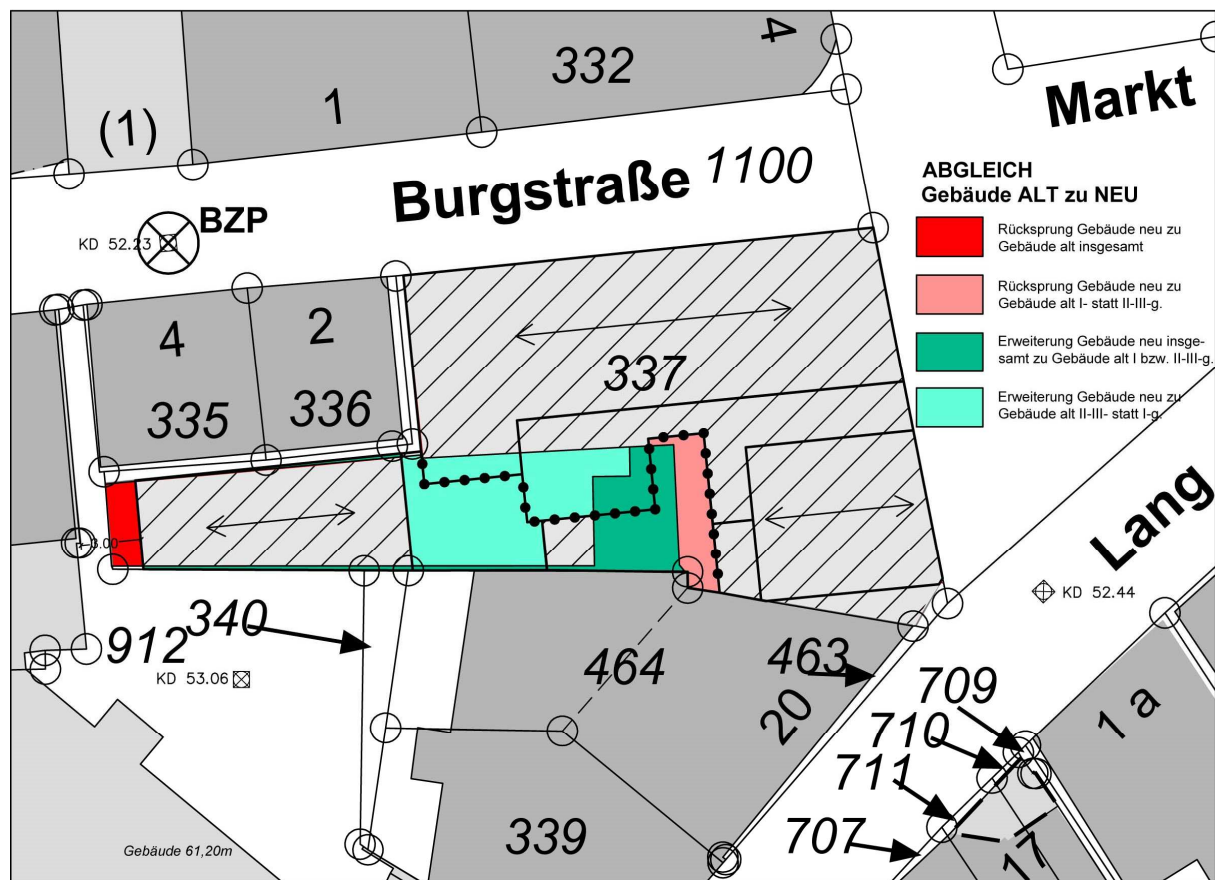 332
4
1
(1)
Markt
Burgstraße
1100
BZP
KD 52.23
ABGLEICH
Gebäude ALT zu NEU
Rücksprung Gebäude neu zu
Gebäude alt insgesamt
Rücksprung Gebäude neu zu
Gebäude alt I- statt II-III-g.
Erweiterung Gebäude neu insge-
samt zu Gebäude alt I bzw. II-III-g.
Erweiterung Gebäude neu zu
Gebäude alt II-III- statt I-g.
4
2
335
336
337
3.00
Lang
KD 52.44
340
912
KD 53.06
464
463
20
709
710
711
707
1 a
17
339
Gebäude 61,20m